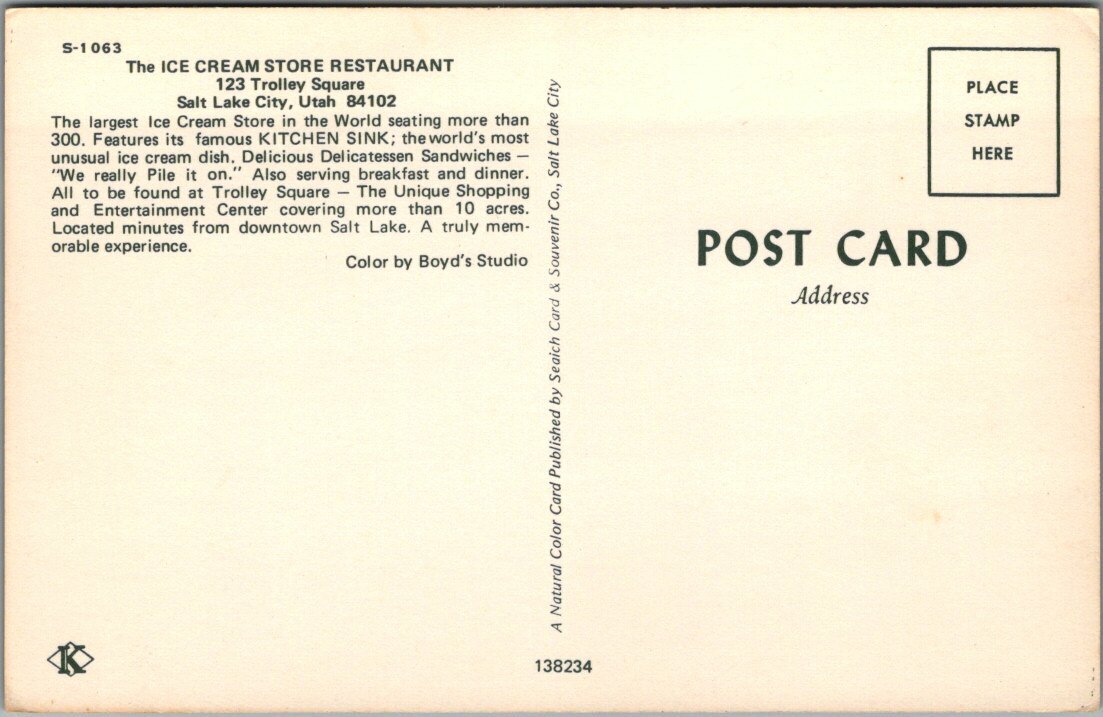 S-1063
The ICE CREAM STORE RESTAURANT
123 Trolley Square
Salt Lake City, Utah 84102
The largest Ice Cream Store in the World seating more than
300. Features its famous KITCHEN SINK; the world's most
unusual ice cream dish. Delicious Delicatessen Sandwiches —
"We really Pile it on." Also serving breakfast and dinner.
All to be found at Trolley Square — The Unique Shopping
and Entertainment Center covering more than 10 acres.
Located minutes from downtown Salt Lake. A truly mem-
orable experience.
Color by Boyd's Studio
A Natural Color Card Published by Seaich Card & Souvenir Co., Salt Lake City
PLACE
STAMP
HERE
POST CARD
Address
K
138234